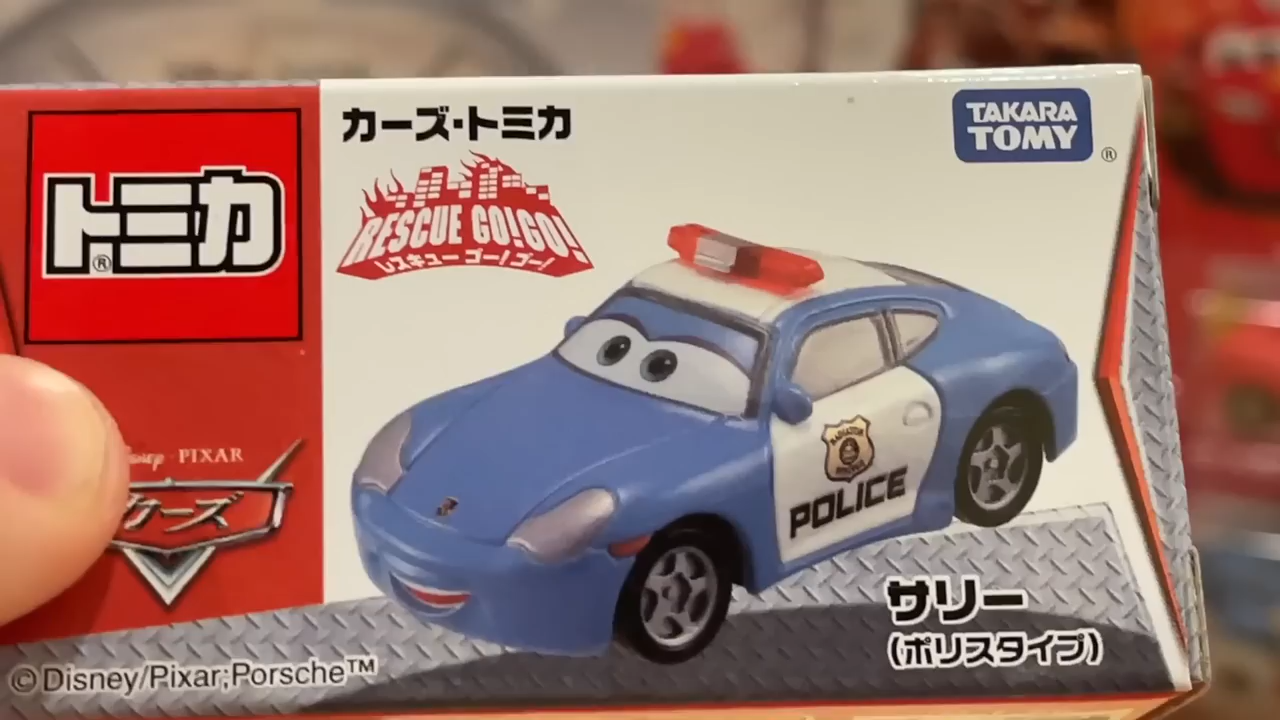 カーズ・トミカ
TAKARA
TOMY
®
トミカ
®
RESCUE GO!GO!
レスキュー ゴー!ゴー!
PIXAR
カーズ
POLICE
サリー
(ポリスタイプ)
©Disney/Pixar;Porsche™